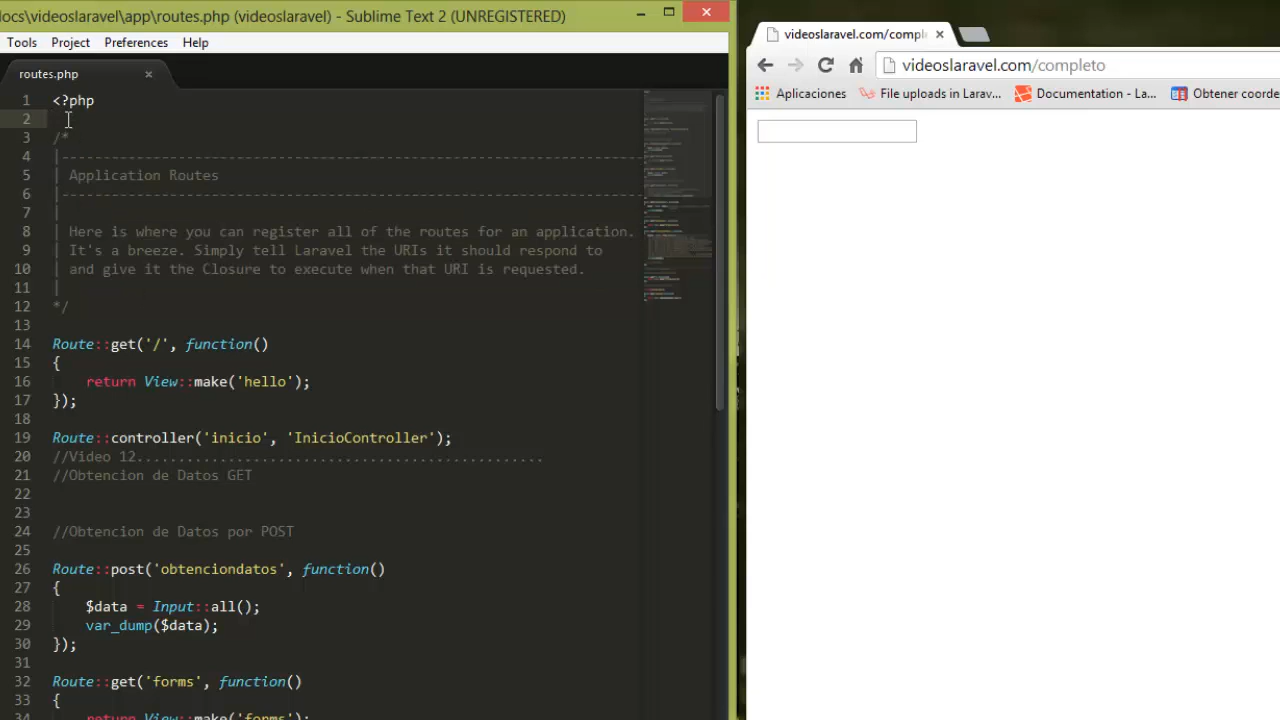 ocs\videoslaravel\app\routes.php (videoslaravel) - Sublime Text 2 (UNREGISTERED)
Tools Project Preferences Help
routes.php
1 <?php
2
3 /*
4 |--------------------------------------------------------------------------
5 | Application Routes
6 |--------------------------------------------------------------------------
7 |
8 | Here is where you can register all of the routes for an application.
9 | It's a breeze. Simply tell Laravel the URIs it should respond to
10 | and give it the Closure to execute when that URI is requested.
11 |
12 */
13
14 Route::get('/', function()
15 {
16 return View::make('hello');
17 });
18
19 Route::controller('inicio', 'InicioController');
20 //Video 12.................................................
21 //Obtencion de Datos GET
22
23
24 //Obtencion de Datos por POST
25
26 Route::post('obtenciondatos', function()
27 {
28 $data = Input::all();
29 var_dump($data);
30 });
31
32 Route::get('forms', function()
33 {
34 return View::make('forms');
videoslaravel.com/compl
videoslaravel.com/completo
Aplicaciones File uploads in Larav... Documentation - La... Obtener coorde